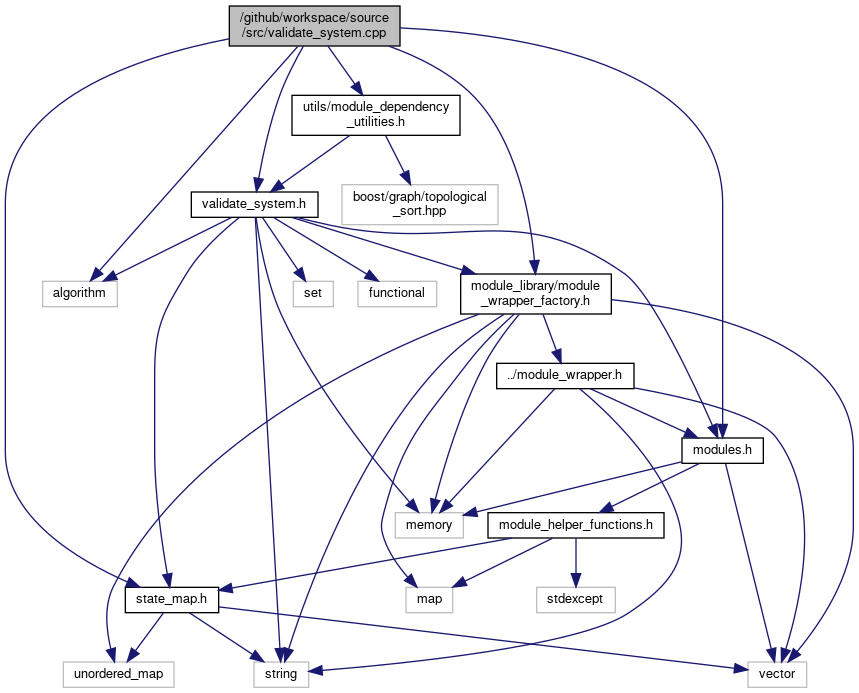 /github/workspace/source
/src/validate_system.cpp
utils/module_dependency
_utilities.h
validate_system.h
boost/graph/topological
_sort.hpp
algorithm
set
functional
module_library/module
_wrapper_factory.h
../module_wrapper.h
modules.h
memory
module_helper_functions.h
state_map.h
map
stdexcept
unordered_map
string
vector